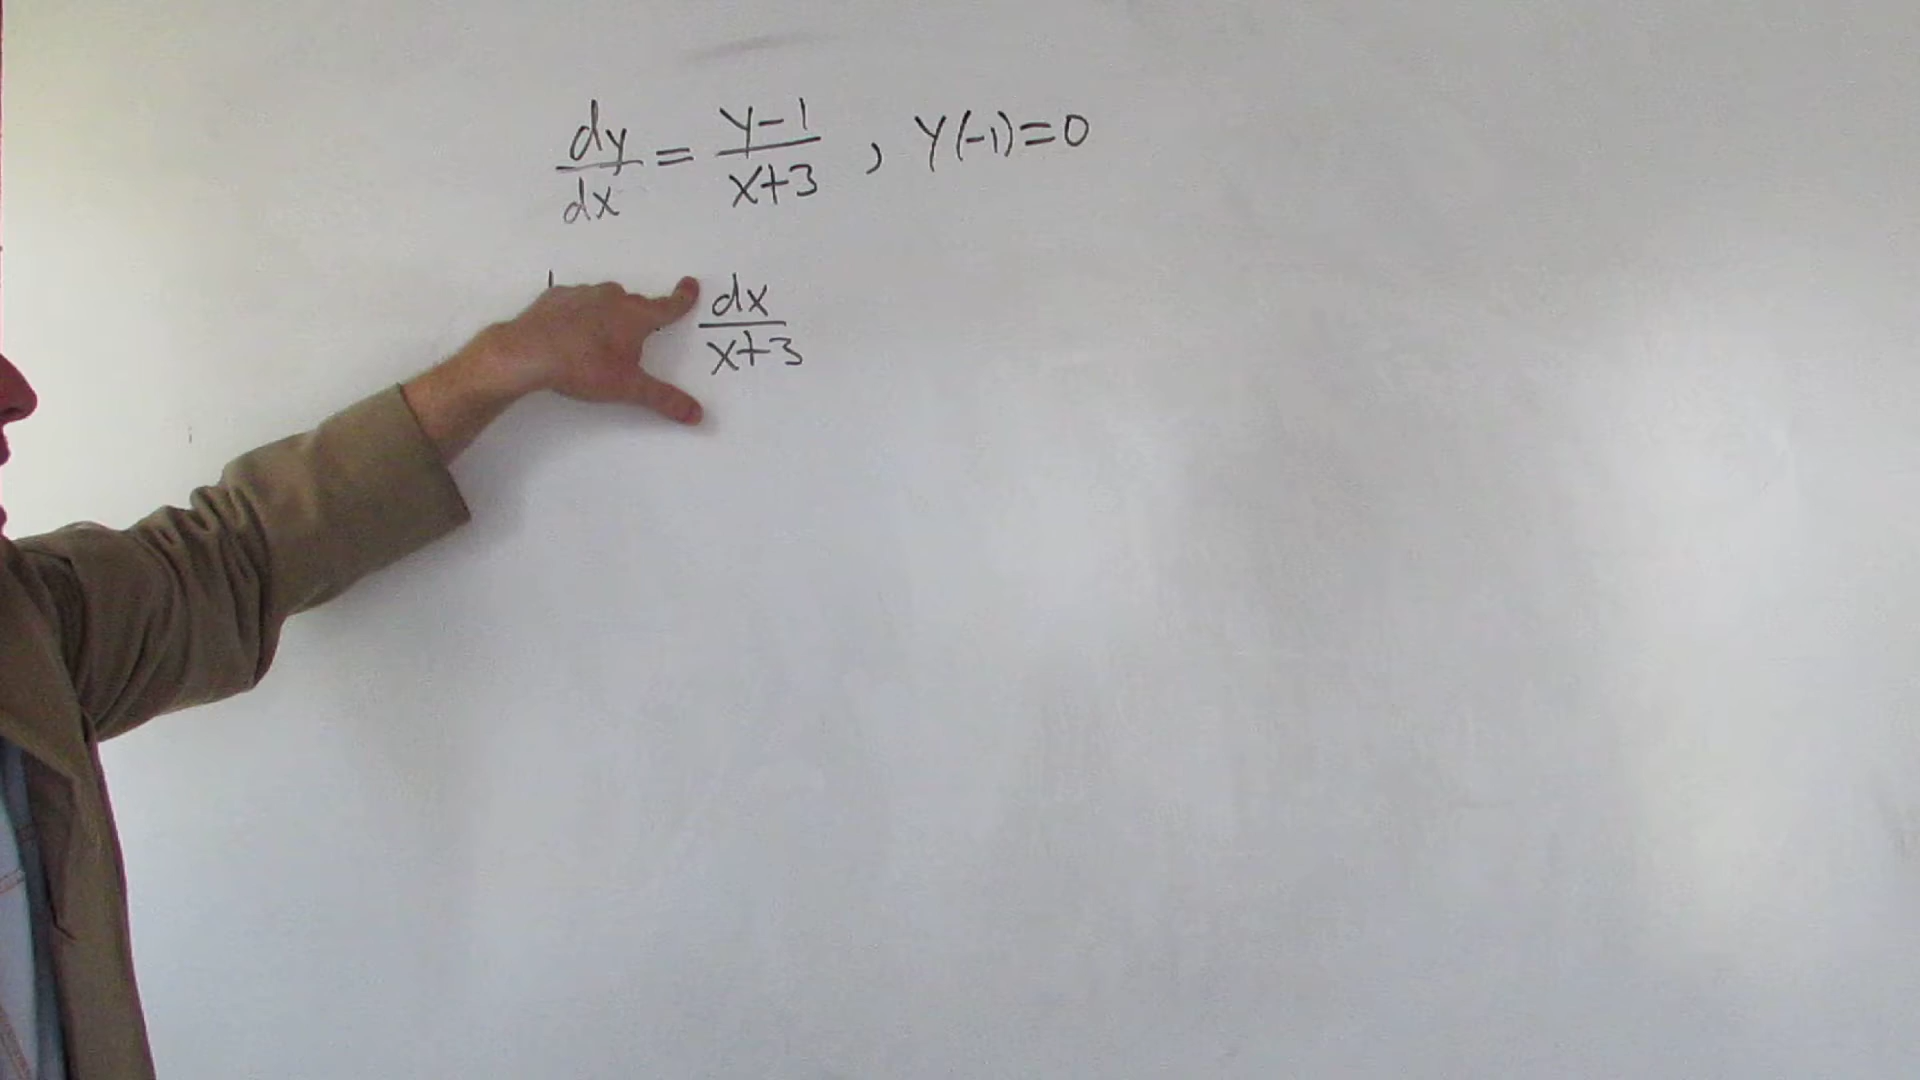 dy/dx = y-1/x+3 , y(-1)=0
dx/x+3